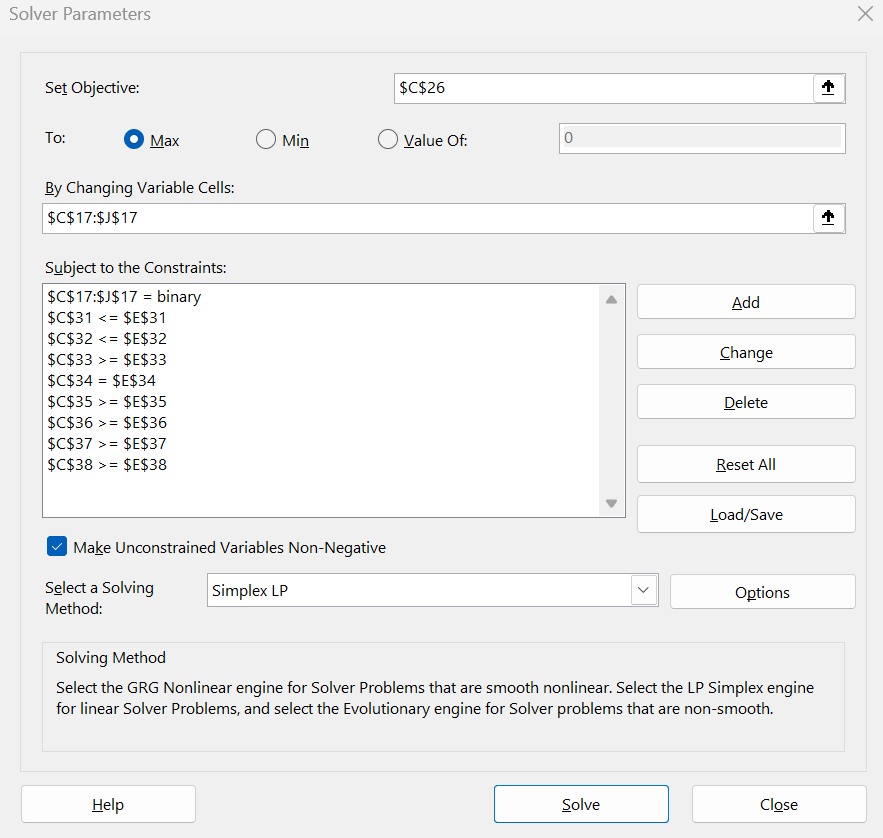 Solver Parameters
Set Objective:
$C$26
To:
Max
Min
Value Of:
0
By Changing Variable Cells:
$C$17:$J$17
Subject to the Constraints:
$C$17:$J$17 = binary
$C$31 <= $E$31
$C$32 <= $E$32
$C$33 >= $E$33
$C$34 = $E$34
$C$35 >= $E$35
$C$36 >= $E$36
$C$37 >= $E$37
$C$38 >= $E$38
Add
Change
Delete
Reset All
Load/Save
Make Unconstrained Variables Non-Negative
Select a Solving
Method:
Simplex LP
Options
Solving Method
Select the GRG Nonlinear engine for Solver Problems that are smooth nonlinear. Select the LP Simplex engine
for linear Solver Problems, and select the Evolutionary engine for Solver problems that are non-smooth.
Help
Solve
Close